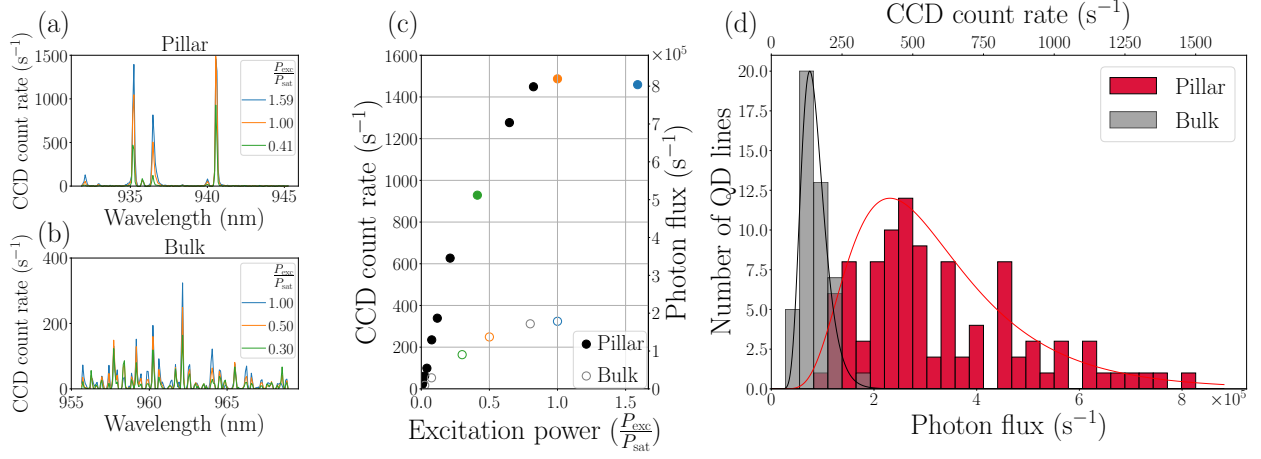 (a)
Pillar
CCD count rate (s⁻¹)
1500
1000
500
0
P_exc/P_sat
1.59
1.00
0.41
935
940
945
Wavelength (nm)
(b)
Bulk
CCD count rate (s⁻¹)
400
200
0
P_exc/P_sat
1.00
0.50
0.30
955
960
965
Wavelength (nm)
(c)
CCD count rate (s⁻¹)
1600
1400
1200
1000
800
600
400
200
0
×10⁵
8
7
6
5
4
3
2
1
0
Photon flux (s⁻¹)
Pillar
Bulk
0.0
0.5
1.0
1.5
Excitation power (P_exc/P_sat)
(d)
CCD count rate (s⁻¹)
0
250
500
750
1000
1250
1500
Number of QD lines
20.0
17.5
15.0
12.5
10.0
7.5
5.0
2.5
0.0
Pillar
Bulk
0
2
4
6
8
×10⁵
Photon flux (s⁻¹)